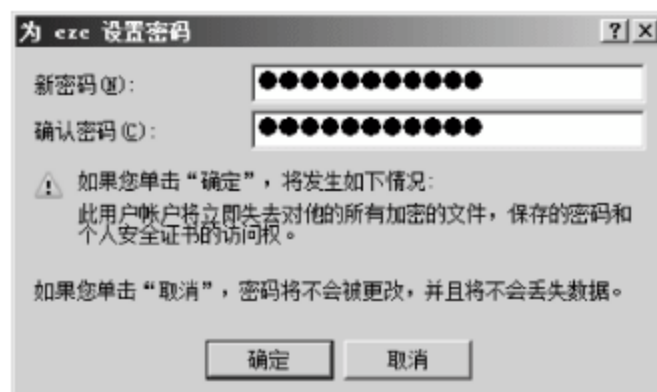 为 eze 设置密码
新密码(N):
确认密码(C):
如果您单击“确定”，将发生如下情况:
此用户帐户将立即失去对他的所有加密的文件，保存的密码和
个人安全证书的访问权。
如果您单击“取消”，密码将不会被更改，并且将不会丢失数据。
确定 取消